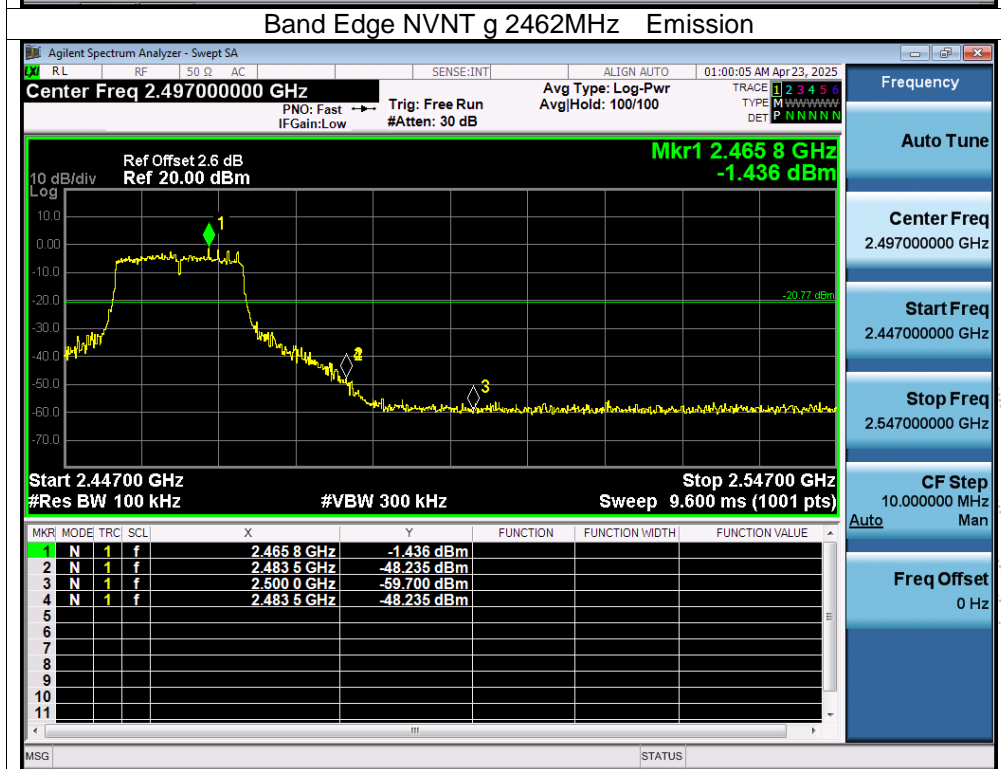 Band Edge NVNT g 2462MHz Emission
Agilent Spectrum Analyzer - Swept SA
LXI RL RF 50 Ω AC SENSE:INT ALIGN AUTO 01:00:05 AM Apr 23, 2025
Center Freq 2.497000000 GHz
PNO: Fast
IFGain:Low
Trig: Free Run
#Atten: 30 dB
Avg Type: Log-Pwr
Avg|Hold: 100/100
TRACE 1 2 3 4 5 6
TYPE M WWWWW
DET P N N N N N
Ref Offset 2.6 dB
Ref 20.00 dBm
10 dB/div
Log
Mkr1 2.465 8 GHz
-1.436 dBm
10.0
0.00
-10.0
-20.0
-30.0
-40.0
-50.0
-60.0
-70.0
1
-20.77 dBm
2
3
Start 2.44700 GHz Stop 2.54700 GHz
#Res BW 100 kHz #VBW 300 kHz Sweep 9.600 ms (1001 pts)
MKR MODE TRC SCL X Y FUNCTION FUNCTION WIDTH FUNCTION VALUE
1 N 1 f 2.465 8 GHz -1.436 dBm
2 N 1 f 2.483 5 GHz -48.235 dBm
3 N 1 f 2.500 0 GHz -59.700 dBm
4 N 1 f 2.483 5 GHz -48.235 dBm
5
6
7
8
9
10
11
MSG STATUS
Frequency
Auto Tune
Center Freq
2.497000000 GHz
Start Freq
2.447000000 GHz
Stop Freq
2.547000000 GHz
CF Step
10.000000 MHz
Auto Man
Freq Offset
0 Hz